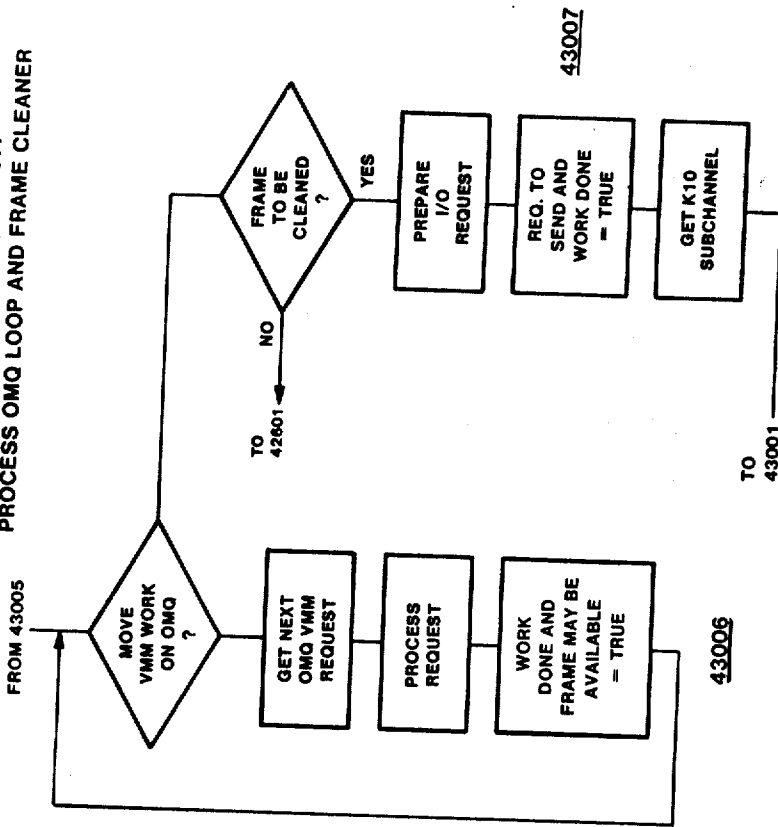 PROCESS OMQ LOOP AND FRAME CLEANER
FROM 43005
MOVE
VMM WORK
ON OMQ
?
GET NEXT
OMQ VMM
REQUEST
PROCESS
REQUEST
WORK
DONE AND
FRAME MAY BE
AVAILABLE
= TRUE
43006
FRAME
TO BE
CLEANED
?
NO
TO
42601
YES
PREPARE
I/O
REQUEST
REQ. TO
SEND AND
WORK DONE
= TRUE
GET K10
SUBCHANNEL
TO
43001
43007